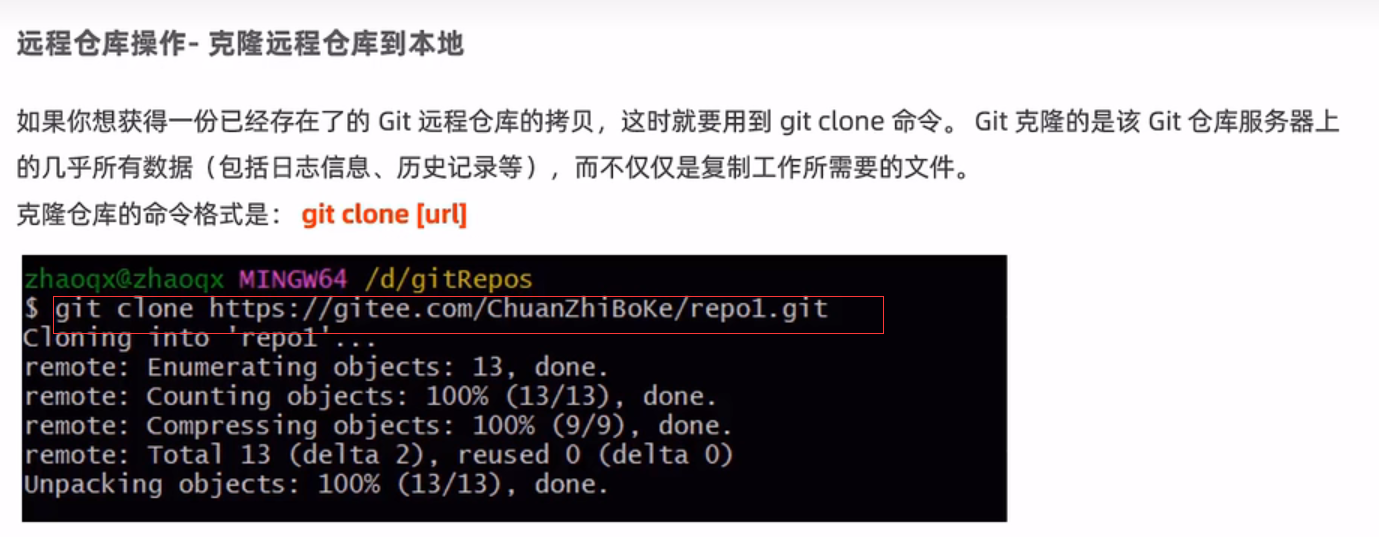 远程仓库操作- 克隆远程仓库到本地
如果你想获得一份已经存在了的 Git 远程仓库的拷贝，这时就要用到 git clone 命令。 Git 克隆的是该 Git 仓库服务器上
的几乎所有数据（包括日志信息、历史记录等），而不仅仅是复制工作所需要的文件。
克隆仓库的命令格式是： git clone [url]
zhaoqx@zhaoqx MINGW64 /d/gitRepos
$ git clone https://gitee.com/ChuanZhiBoKe/repo1.git
Cloning into 'repo1'...
remote: Enumerating objects: 13, done.
remote: Counting objects: 100% (13/13), done.
remote: Compressing objects: 100% (9/9), done.
remote: Total 13 (delta 2), reused 0 (delta 0)
Unpacking objects: 100% (13/13), done.